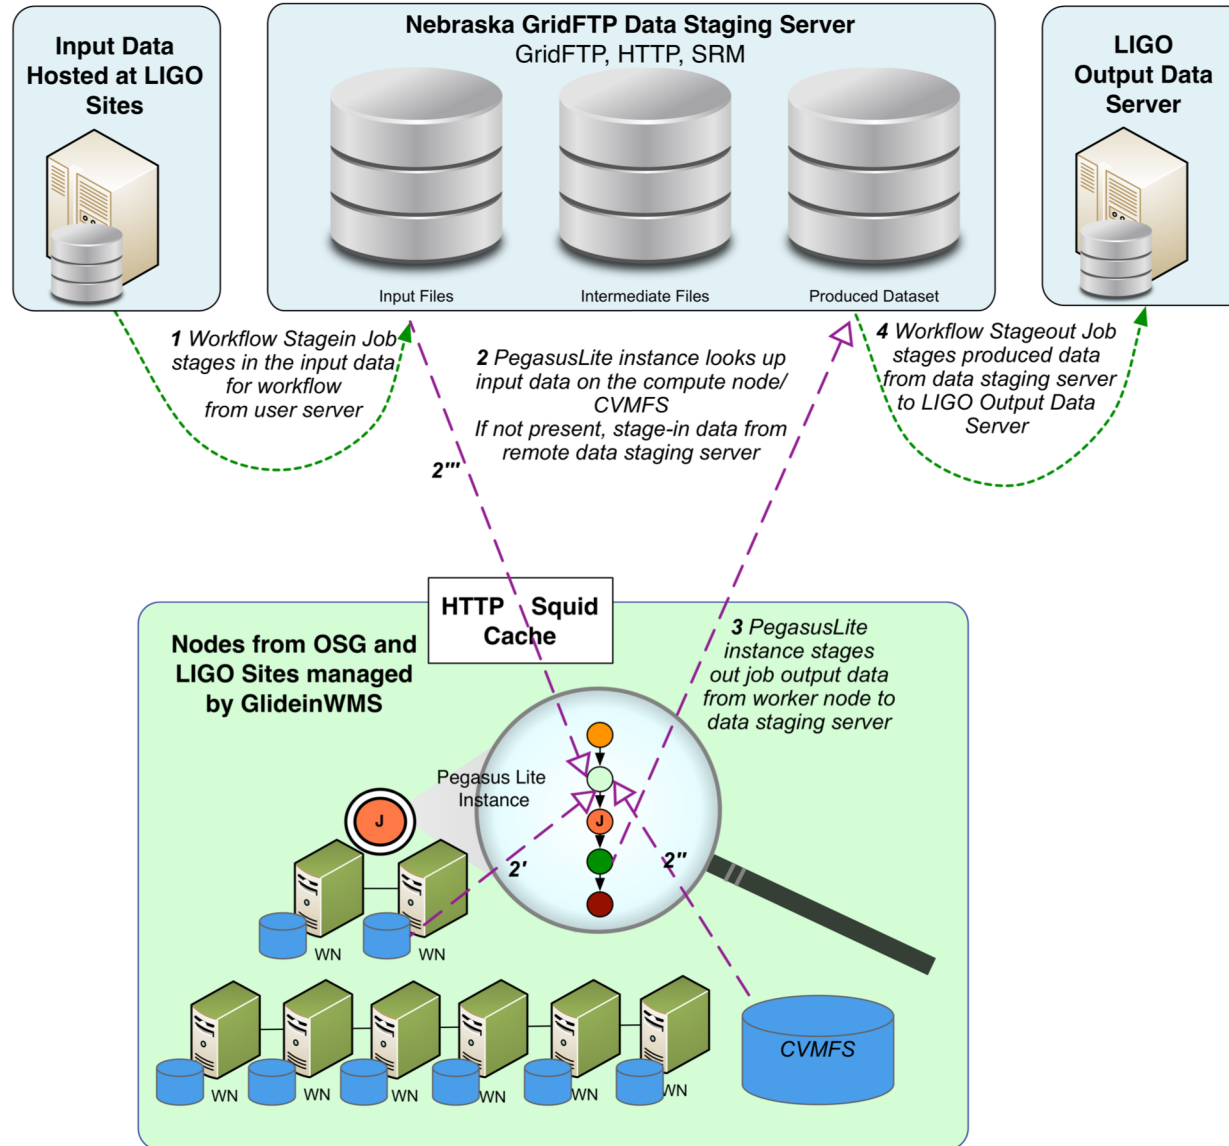 Input Data
Hosted at LIGO
Sites
Nebraska GridFTP Data Staging Server
GridFTP, HTTP, SRM
Input Files
Intermediate Files
Produced Dataset
LIGO
Output Data
Server
1 Workflow Stagein Job
stages in the input data
for workflow
from user server
2 PegasusLite instance looks up
input data on the compute node/
CVMFS
If not present, stage-in data from
remote data staging server
4 Workflow Stageout Job
stages produced data
from data staging server
to LIGO Output Data
Server
2'''
HTTP Squid
Cache
Nodes from OSG and
LIGO Sites managed
by GlideinWMS
3 PegasusLite
instance stages
out job output data
from worker node to
data staging server
Pegasus Lite
Instance
J
J
2'
2''
WN
WN
WN
WN
WN
WN
WN
WN
CVMFS